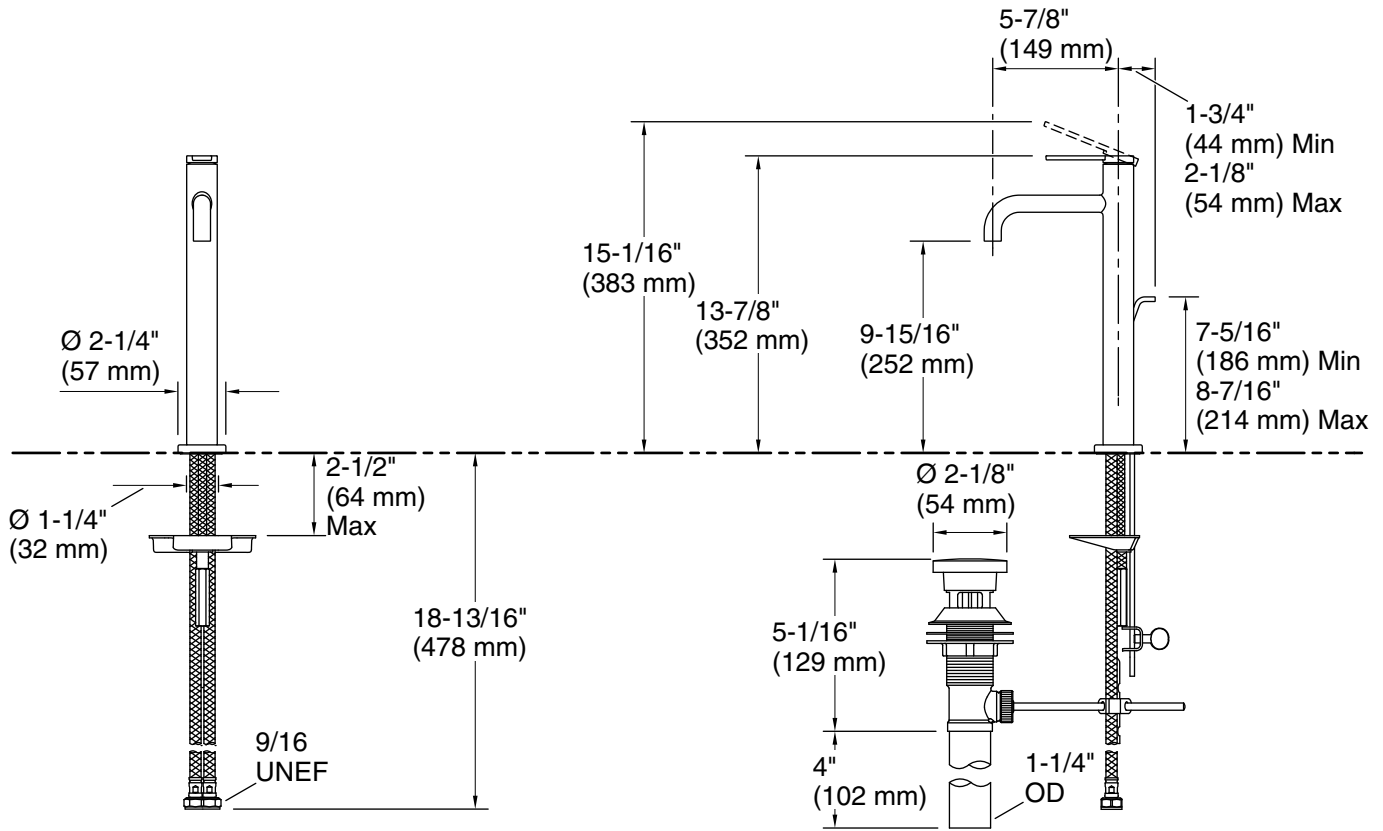 5-7/8"
(149 mm)
1-3/4"
(44 mm) Min
2-1/8"
(54 mm) Max
15-1/16"
(383 mm)
13-7/8"
(352 mm)
9-15/16"
(252 mm)
7-5/16"
(186 mm) Min
8-7/16"
(214 mm) Max
Ø 2-1/4"
(57 mm)
2-1/2"
(64 mm)
Max
Ø 1-1/4"
(32 mm)
Ø 2-1/8"
(54 mm)
18-13/16"
(478 mm)
5-1/16"
(129 mm)
9/16
UNEF
4"
(102 mm)
1-1/4"
OD